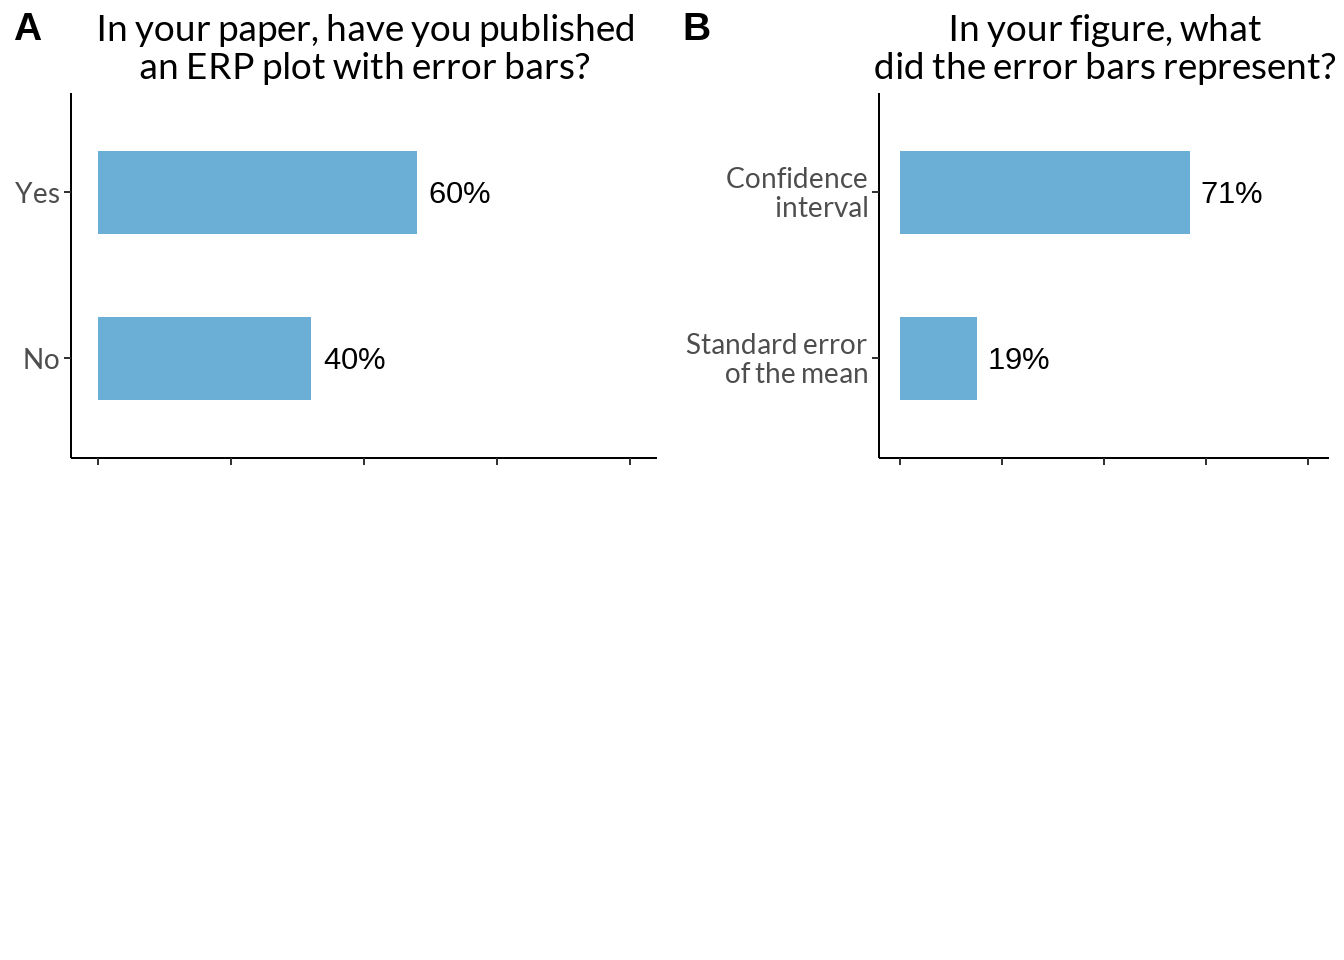 A
In your paper, have you published
an ERP plot with error bars?
Yes
60%
No
40%
B
In your figure, what
did the error bars represent?
Confidence
interval
71%
Standard error
of the mean
19%